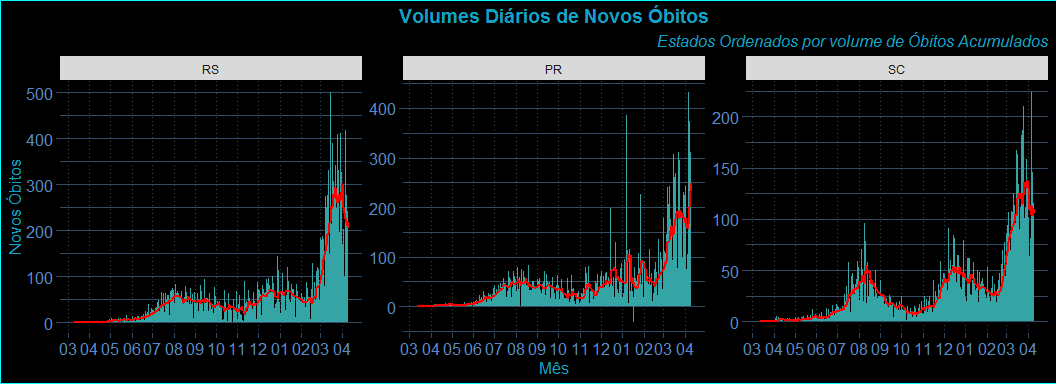 Volumes Diários de Novos Óbitos
Estados Ordenados por volume de Óbitos Acumulados
RS
PR
SC
Novos Óbitos
500
400
300
200
100
0
400
300
200
100
0
200
150
100
50
0
03 04 05 06 07 08 09 10 11 12 01 02 03 04
03 04 05 06 07 08 09 10 11 12 01 02 03 04
03 04 05 06 07 08 09 10 11 12 01 02 03 04
Mês